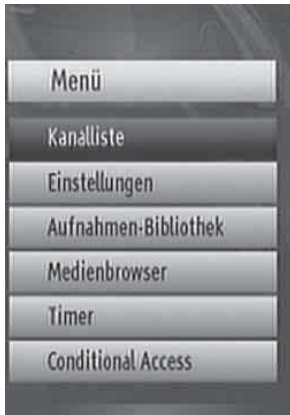 Menü
Kanalliste
Einstellungen
Aufnahmen-Bibliothek
Medienbrowser
Timer
Conditional Access